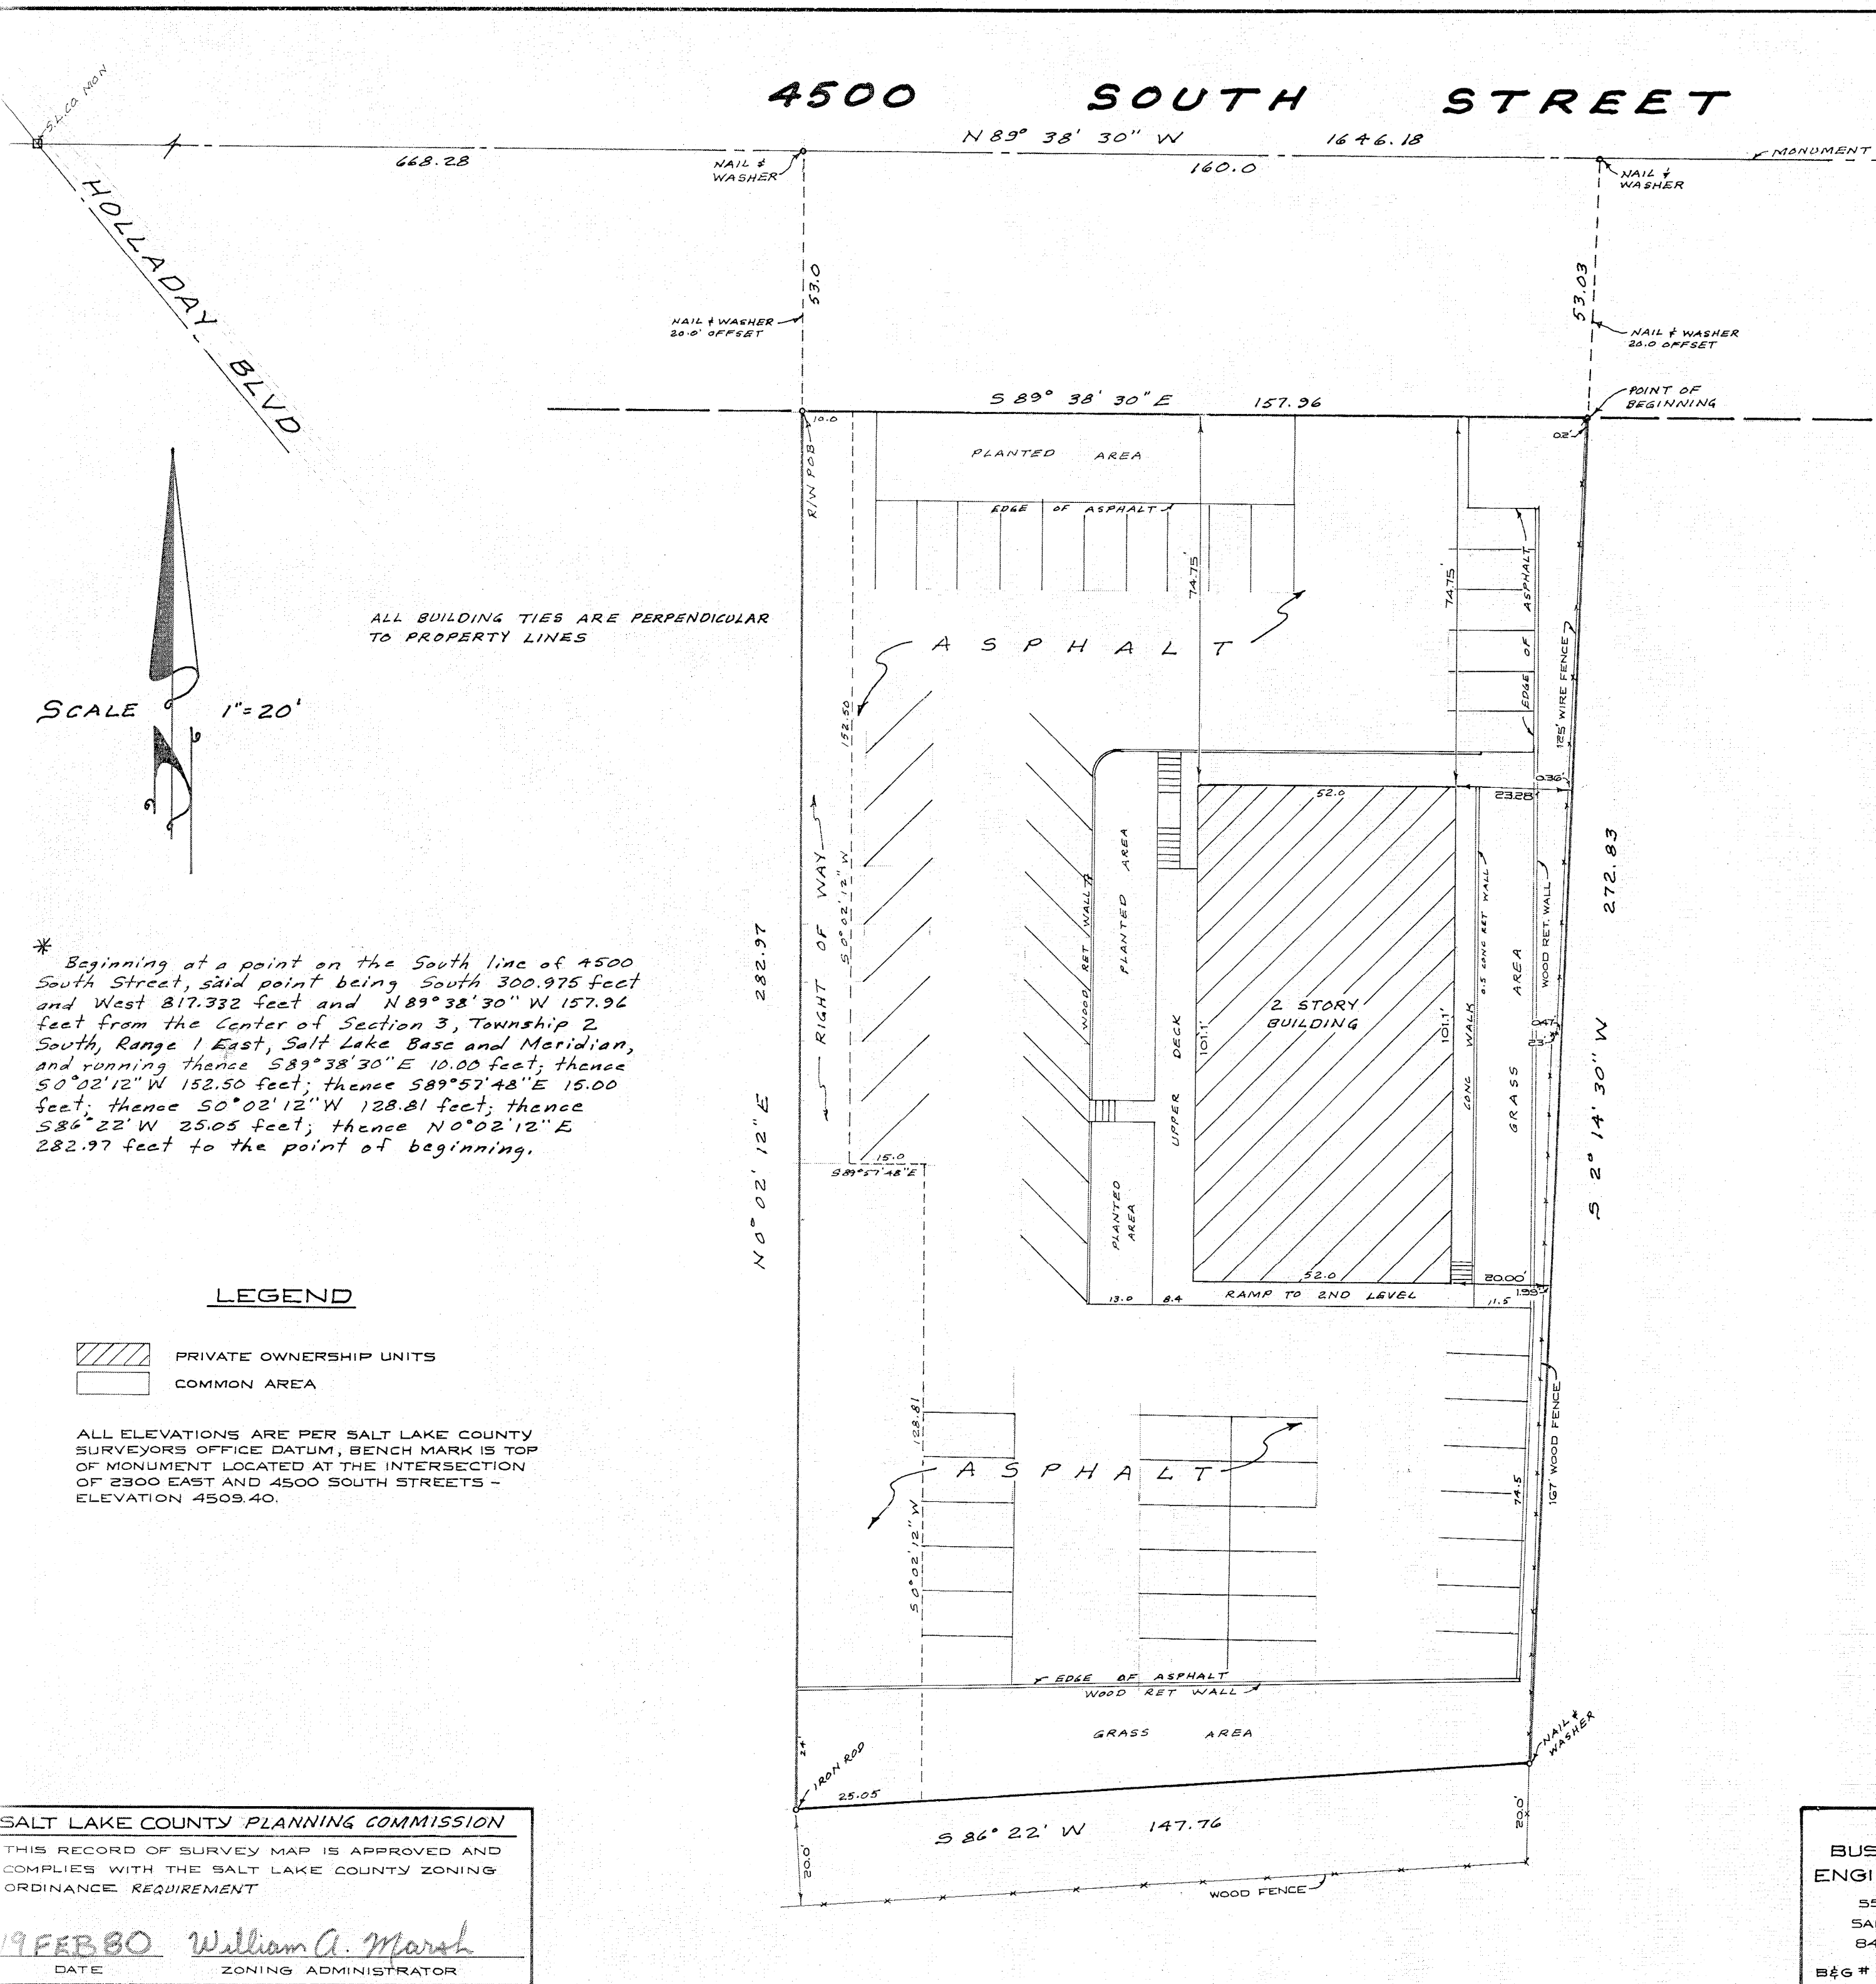 4500 SOUTH STREET
S.L.CO. MON
N 89° 38' 30" W 1646.18
668.28
NAIL &
WASHER
160.0
MONUMENT
NAIL &
WASHER
HOLLADAY BLVD
53.0
53.03
NAIL & WASHER
20.0' OFFSET
NAIL & WASHER
20.0 OFFSET
POINT OF
BEGINNING
S 89° 38' 30" E 157.96
10.0
R/W POB
PLANTED AREA
EDGE OF ASPHALT
74.75'
74.75'
EDGE OF ASPHALT
125' WIRE FENCE
ALL BUILDING TIES ARE PERPENDICULAR
TO PROPERTY LINES
ASPHALT
SCALE 1"=20'
152.50
S 0° 02' 12" W
RIGHT OF WAY
282.97
N 0° 02' 12" E
52.0
0.36'
23.28'
PLANTED AREA
WOOD RET WALL
UPPER DECK
101.1'
2 STORY
BUILDING
101.1'
CONC WALK
0.5 CONC RET WALL
GRASS AREA
WOOD RET. WALL
272.83
S 2° 14' 30" W
* Beginning at a point on the South line of 4500
South Street, said point being South 300.975 feet
and West 817.332 feet and N 89°38'30" W 157.96
feet from the Center of Section 3, Township 2
South, Range 1 East, Salt Lake Base and Meridian,
and running thence S89°38'30"E 10.00 feet; thence
S0°02'12"W 152.50 feet; thence S89°57'48"E 15.00
feet; thence S0°02'12"W 128.81 feet; thence
S86°22' W 25.05 feet; thence N0°02'12"E
282.97 feet to the point of beginning.
15.0
S 89°57'48"E
PLANTED
AREA
52.0
20.00'
1.99'
13.0
8.4
RAMP TO 2ND LEVEL
11.5
LEGEND
PRIVATE OWNERSHIP UNITS
COMMON AREA
ALL ELEVATIONS ARE PER SALT LAKE COUNTY
SURVEYORS OFFICE DATUM, BENCH MARK IS TOP
OF MONUMENT LOCATED AT THE INTERSECTION
OF 2300 EAST AND 4500 SOUTH STREETS -
ELEVATION 4509.40.
128.81
S 0° 02' 12" W
ASPHALT
74.5
167' WOOD FENCE
EDGE OF ASPHALT
WOOD RET WALL
GRASS AREA
24'
IRON ROD
NAIL &
WASHER
25.05
S 86° 22' W 147.76
20.0'
20.0'
WOOD FENCE
SALT LAKE COUNTY PLANNING COMMISSION
THIS RECORD OF SURVEY MAP IS APPROVED AND
COMPLIES WITH THE SALT LAKE COUNTY ZONING
ORDINANCE REQUIREMENT
19 FEB 80 William A. Marsh
DATE ZONING ADMINISTRATOR
BUS
ENGI
B&G #